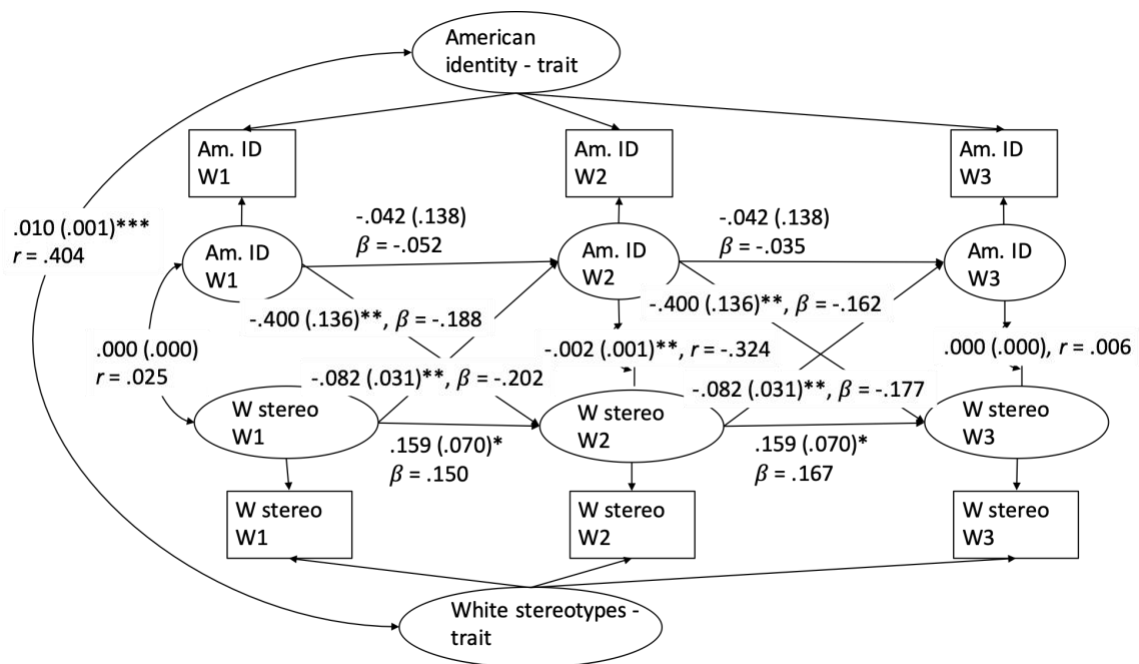 American
identity - trait
Am. ID
W1
Am. ID
W2
Am. ID
W3
.010 (.001)***
r = .404
-.042 (.138)
β = -.052
-.042 (.138)
β = -.035
Am. ID
W1
Am. ID
W2
Am. ID
W3
-.400 (.136)**, β = -.188
-.400 (.136)**, β = -.162
.000 (.000)
r = .025
-.002 (.001)**, r = -.324
.000 (.000), r = .006
-.082 (.031)**, β = -.202
-.082 (.031)**, β = -.177
W stereo
W1
W stereo
W2
W stereo
W3
.159 (.070)*
β = .150
.159 (.070)*
β = .167
W stereo
W1
W stereo
W2
W stereo
W3
White stereotypes -
trait